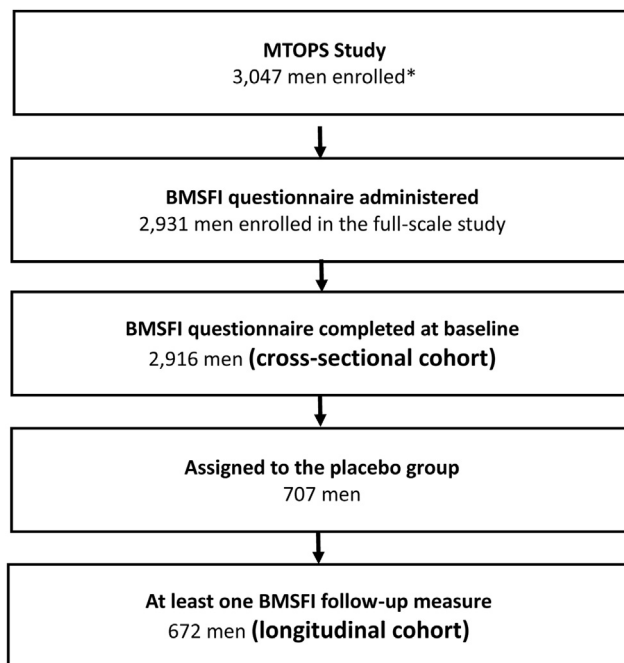 MTOPS Study
3,047 men enrolled*
BMSFI questionnaire administered
2,931 men enrolled in the full-scale study
BMSFI questionnaire completed at baseline
2,916 men (cross-sectional cohort)
Assigned to the placebo group
707 men
At least one BMSFI follow-up measure
672 men (longitudinal cohort)